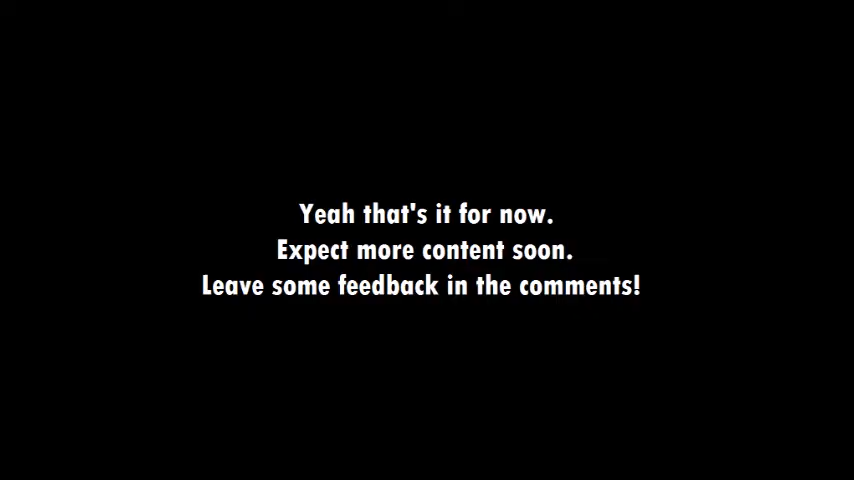 Yeah that's it for now.
Expect more content soon.
Leave some feedback in the comments!